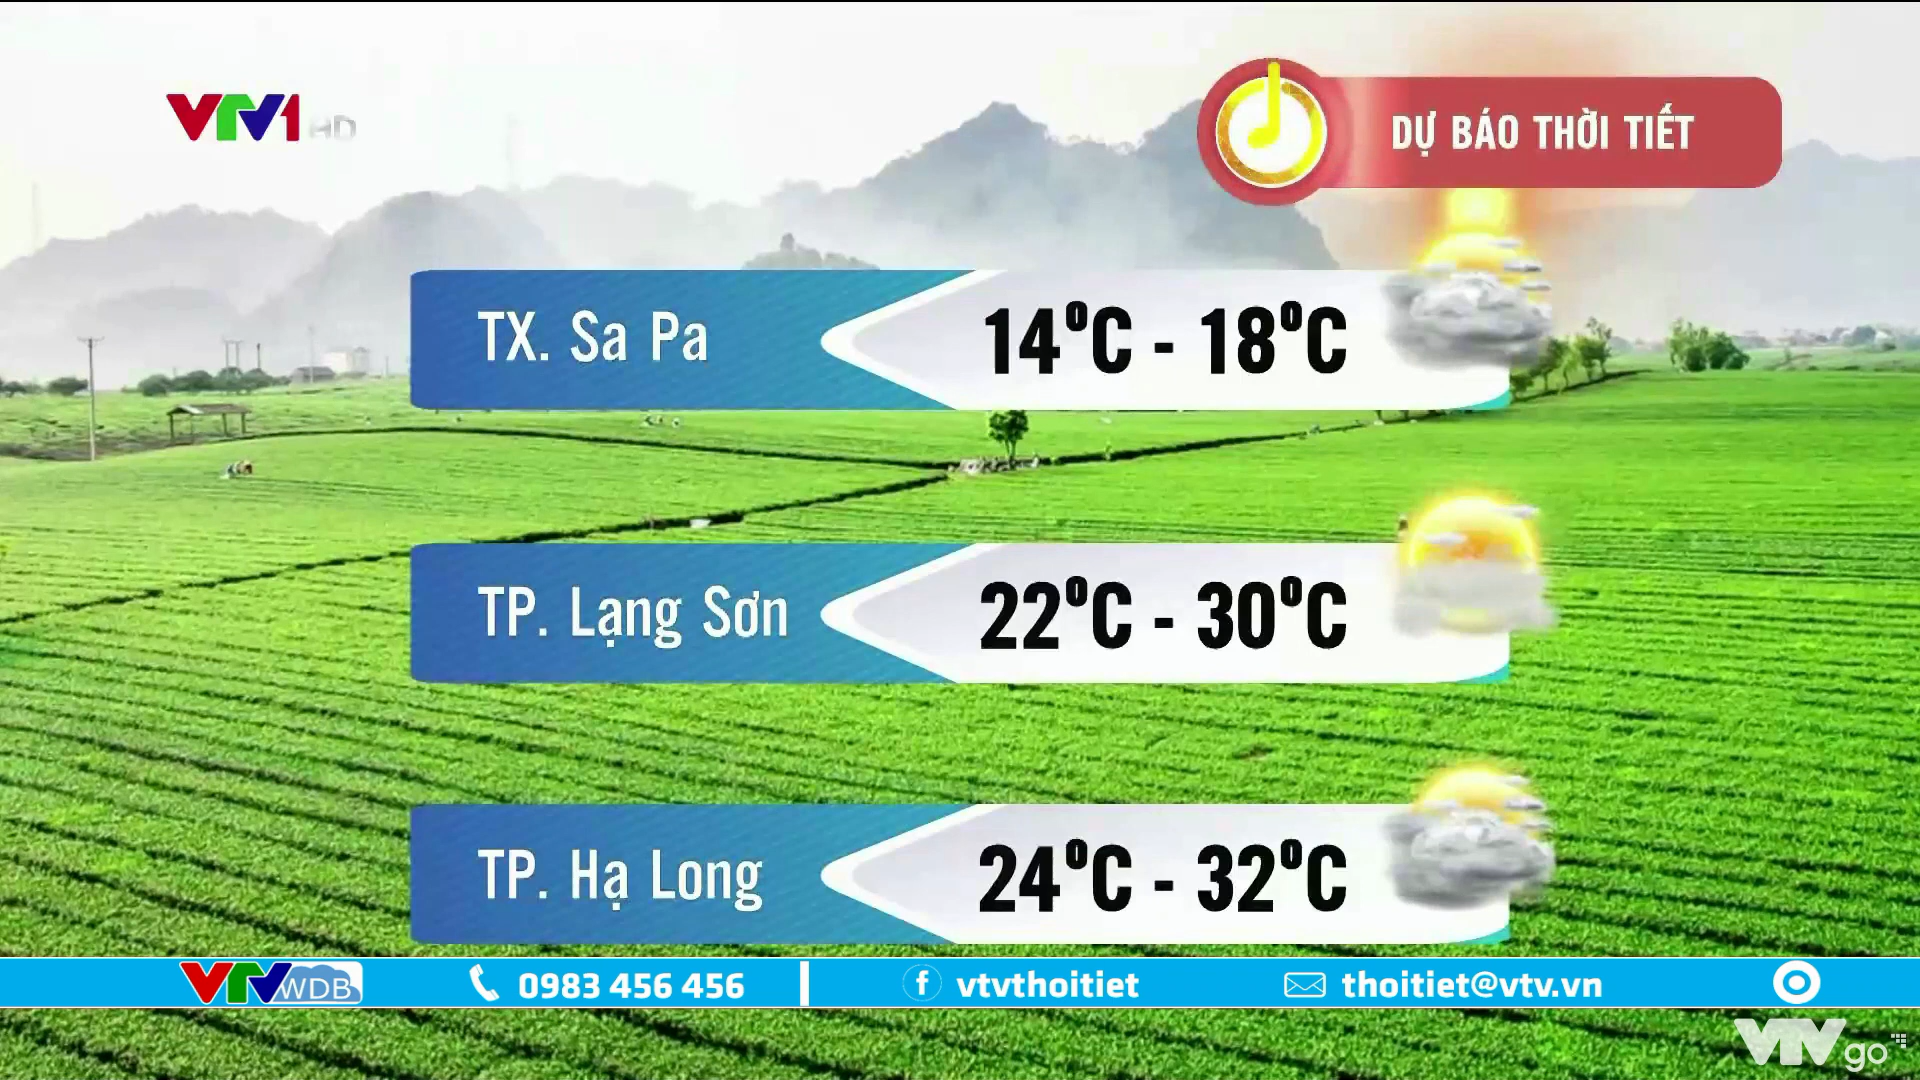 VTV1 HD
DỰ BÁO THỜI TIẾT
TX. Sa Pa 14°C - 18°C
TP. Lạng Sơn 22°C - 30°C
TP. Hạ Long 24°C - 32°C
VTV WDB 0983 456 456 vtvthoitiet thoitiet@vtv.vn
VTV go